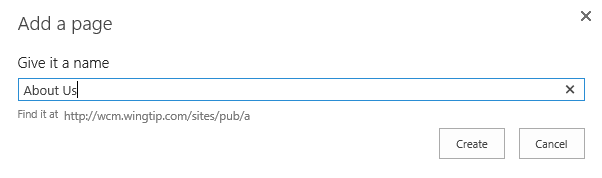 Add a page
Give it a name
About Us
Find it at http://wcm.wingtip.com/sites/pub/a
Create Cancel